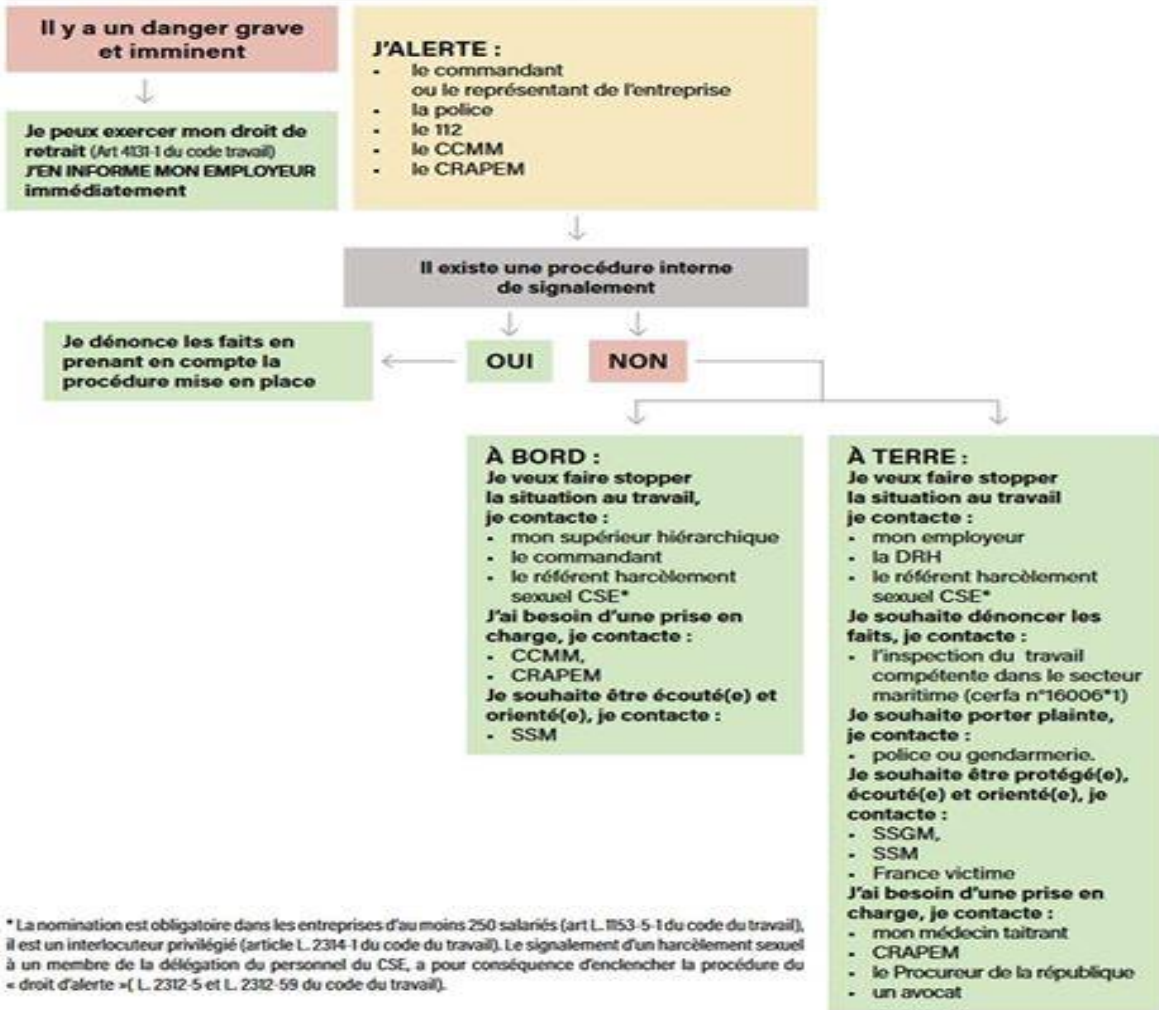 Il y a un danger grave
et imminent
Je peux exercer mon droit de
retrait (Art 4131-1 du code travail)
J'EN INFORME MON EMPLOYEUR
immédiatement
J'ALERTE :
- le commandant
ou le représentant de l'entreprise
- la police
- le 112
- le CCMM
- le CRAPEM
Il existe une procédure interne
de signalement
Je dénonce les faits en
prenant en compte la
procédure mise en place
OUI
NON
À BORD :
Je veux faire stopper
la situation au travail,
je contacte :
- mon supérieur hiérarchique
- le commandant
- le référent harcèlement
sexuel CSE*
J'ai besoin d'une prise en
charge, je contacte :
- CCMM,
- CRAPEM
Je souhaite être écouté(e) et
orienté(e), je contacte :
- SSM
À TERRE :
Je veux faire stopper
la situation au travail
je contacte :
- mon employeur
- la DRH
- le référent harcèlement
sexuel CSE*
Je souhaite dénoncer les
faits, je contacte :
- l'inspection du travail
compétente dans le secteur
maritime (cerfa n°16006*1)
Je souhaite porter plainte,
je contacte :
- police ou gendarmerie.
Je souhaite être protégé(e),
écouté(e) et orienté(e), je
contacte :
- SSGM,
- SSM
- France victime
J'ai besoin d'une prise en
charge, je contacte :
- mon médecin taitrant
- CRAPEM
- le Procureur de la république
- un avocat
* La nomination est obligatoire dans les entreprises d'au moins 250 salariés (art L. 1153-5-1 du code du travail),
il est un interlocuteur privilégié (article L. 2314-1 du code du travail). Le signalement d'un harcèlement sexuel
à un membre de la délégation du personnel du CSE, a pour conséquence d'enclencher la procédure du
« droit d'alerte »( L. 2312-5 et L. 2312-59 du code du travail).